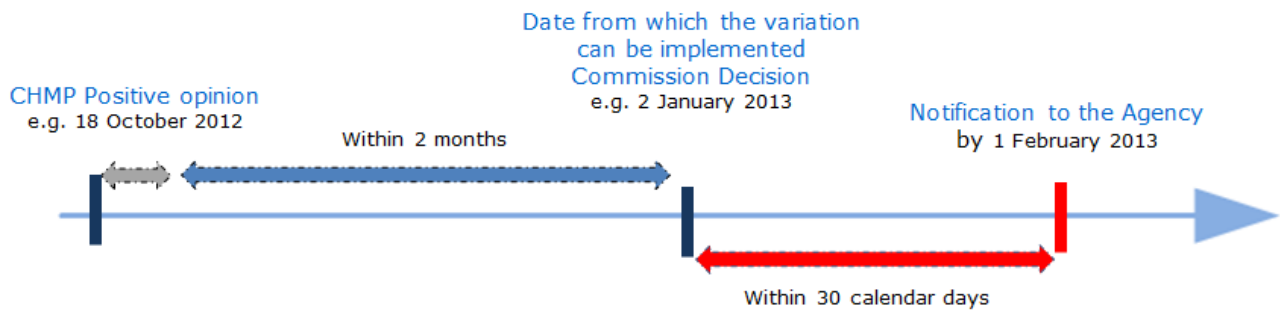 CHMP Positive opinion
e.g. 18 October 2012
Within 2 months
Date from which the variation
can be implemented
Commission Decision
e.g. 2 January 2013
Notification to the Agency
by 1 February 2013
Within 30 calendar days